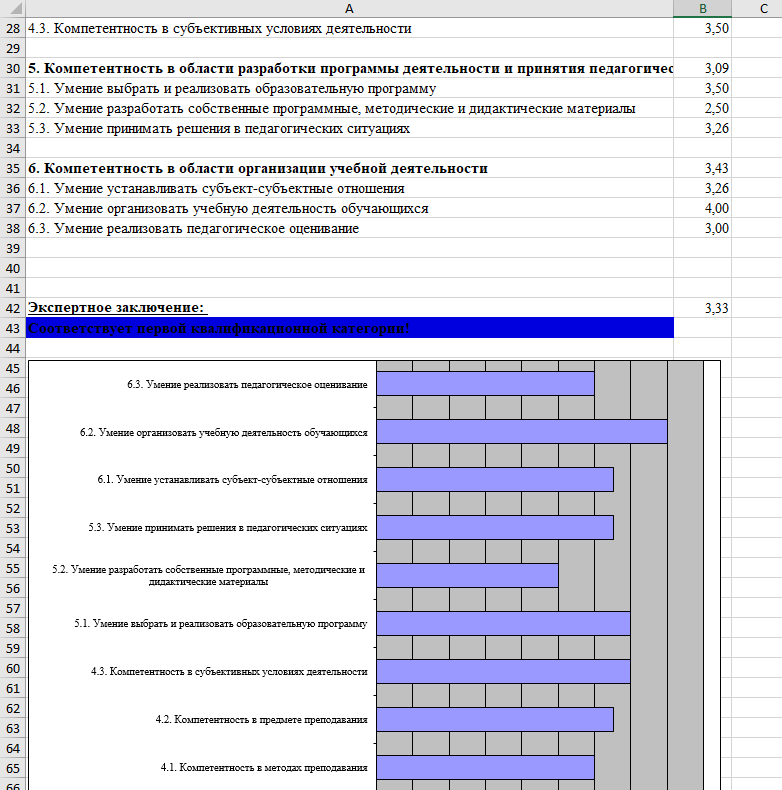 A B C
28 4.3. Компетентность в субъективных условиях деятельности 3,50
29
30 5. Компетентность в области разработки программы деятельности и принятия педагогичес 3,09
31 5.1. Умение выбрать и реализовать образовательную программу 3,50
32 5.2. Умение разработать собственные программные, методические и дидактические материалы 2,50
33 5.3. Умение принимать решения в педагогических ситуациях 3,26
34
35 6. Компетентность в области организации учебной деятельности 3,43
36 6.1. Умение устанавливать субъект-субъектные отношения 3,26
37 6.2. Умение организовать учебную деятельность обучающихся 4,00
38 6.3. Умение реализовать педагогическое оценивание 3,00
39
40
41
42 Экспертное заключение: 3,33
43 Соответствует первой квалификационной категории!
44
45
46 6.3. Умение реализовать педагогическое оценивание
47
48 6.2. Умение организовать учебную деятельность обучающихся
49
50 6.1. Умение устанавливать субъект-субъектные отношения
51
52
53 5.3. Умение принимать решения в педагогических ситуациях
54
55 5.2. Умение разработать собственные программные, методические и
56 дидактические материалы
57
58 5.1. Умение выбрать и реализовать образовательную программу
59
60 4.3. Компетентность в субъективных условиях деятельности
61
62
63 4.2. Компетентность в предмете преподавания
64
65 4.1. Компетентность в методах преподавания
66